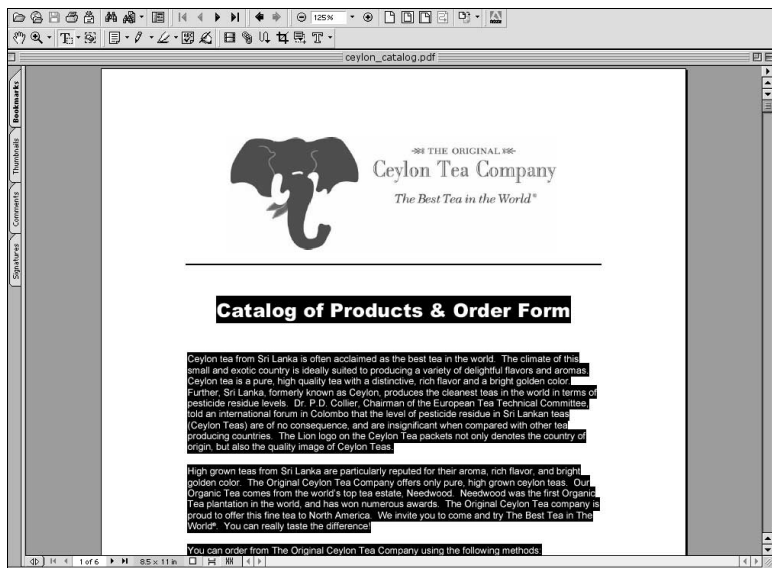 125%
ceylon_catalog.pdf
Bookmarks
Thumbnails
Comments
Signatures
THE ORIGINAL
Ceylon Tea Company
The Best Tea in the World®
Catalog of Products & Order Form
Ceylon tea from Sri Lanka is often acclaimed as the best tea in the world. The climate of this
small and exotic country is ideally suited to producing a variety of delightful flavors and aromas.
Ceylon tea is a pure, high quality tea with a distinctive, rich flavor and a bright golden color.
Further, Sri Lanka, formerly known as Ceylon, produces the cleanest teas in the world in terms of
pesticide residue levels. Dr. P.D. Collier, Chairman of the European Tea Technical Committee,
told an international forum in Colombo that the level of pesticide residue in Sri Lankan teas
(Ceylon Teas) are of no consequence, and are insignificant when compared with other tea
producing countries. The Lion logo on the Ceylon Tea packets not only denotes the country of
origin, but also the quality image of Ceylon Teas.
High grown teas from Sri Lanka are particularly reputed for their aroma, rich flavor, and bright
golden color. The Original Ceylon Tea Company offers only pure, high grown ceylon teas. Our
Organic Tea comes from the world's top tea estate, Needwood. Needwood was the first Organic
Tea plantation in the world, and has won numerous awards. The Original Ceylon Tea company is
proud to offer this fine tea to North America. We invite you to come and try The Best Tea in The
World®. You can really taste the difference!
You can order from The Original Ceylon Tea Company using the following methods:
1 of 6
8.5 x 11 in